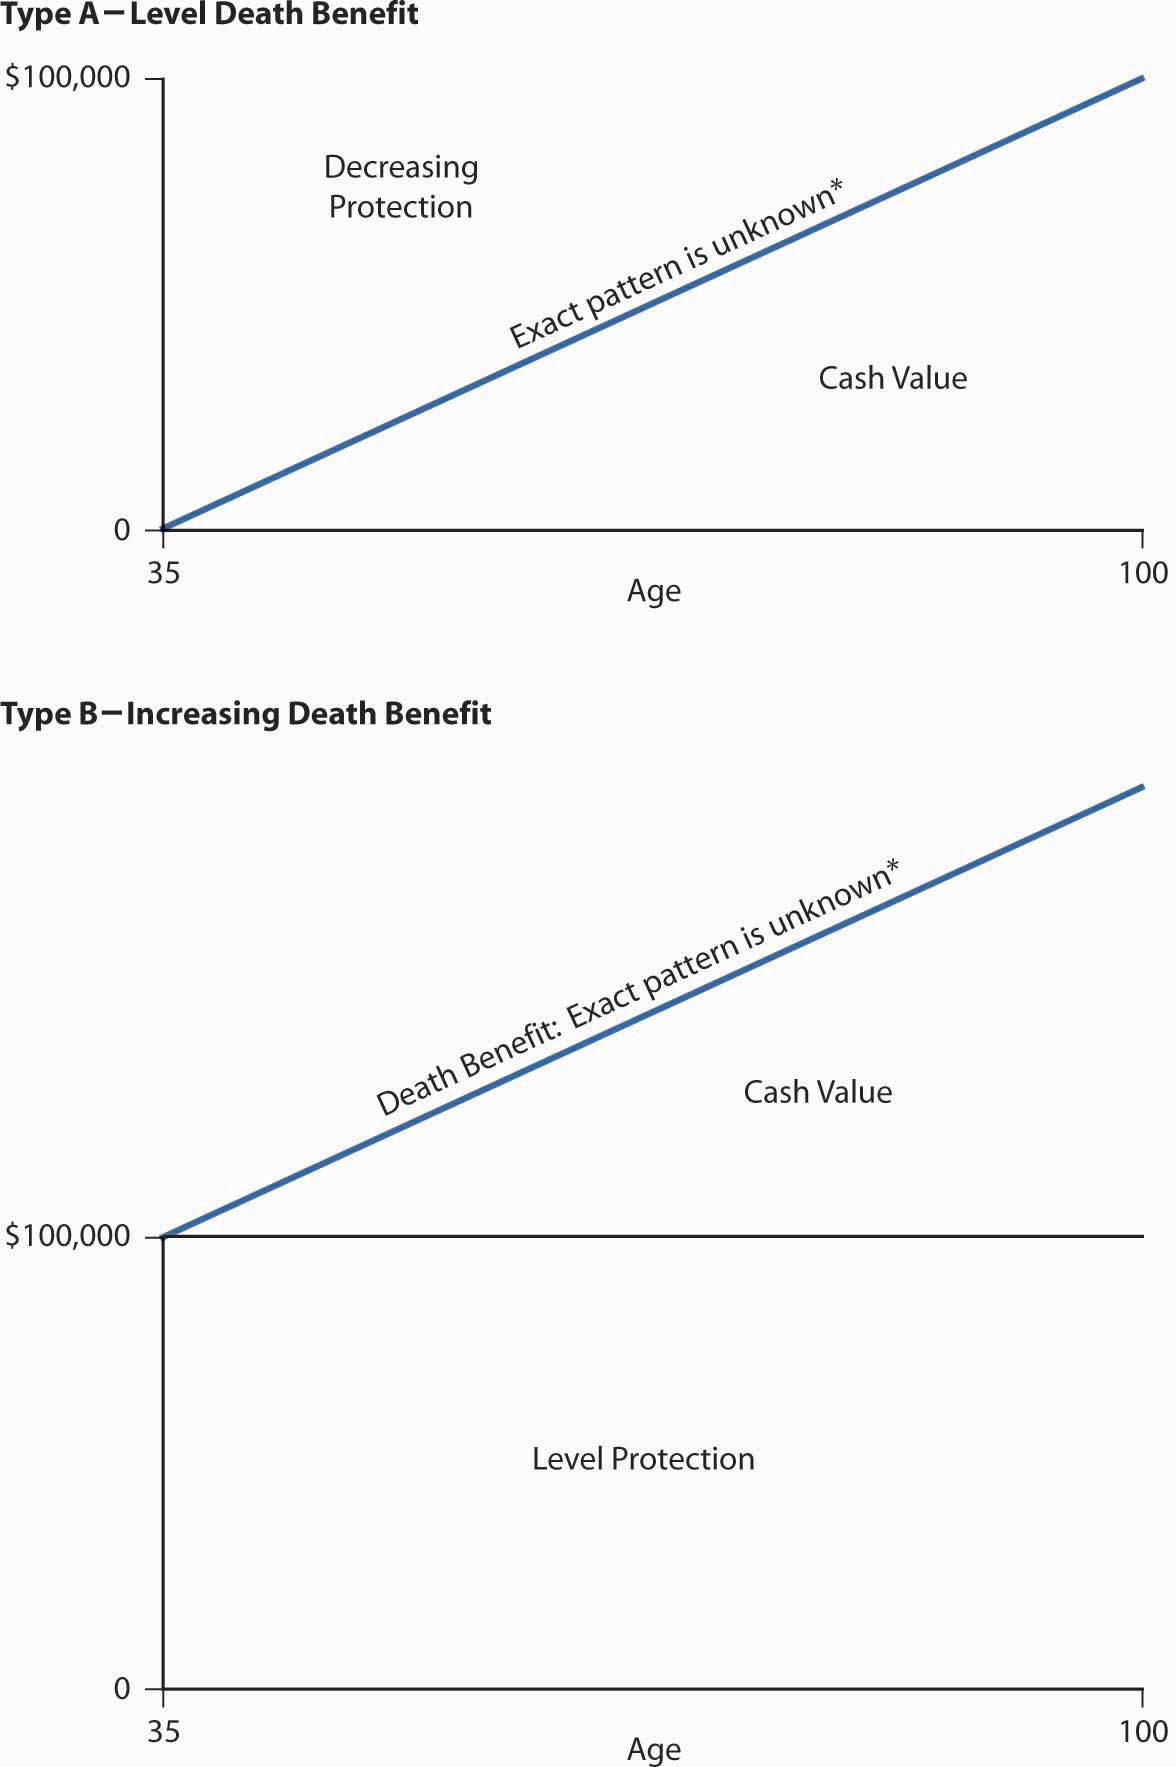 Type A—Level Death Benefit
$100,000
Decreasing
Protection
Exact pattern is unknown*
Cash Value
0
35
100
Age
Type B—Increasing Death Benefit
Death Benefit: Exact pattern is unknown*
Cash Value
$100,000
Level Protection
0
35
100
Age